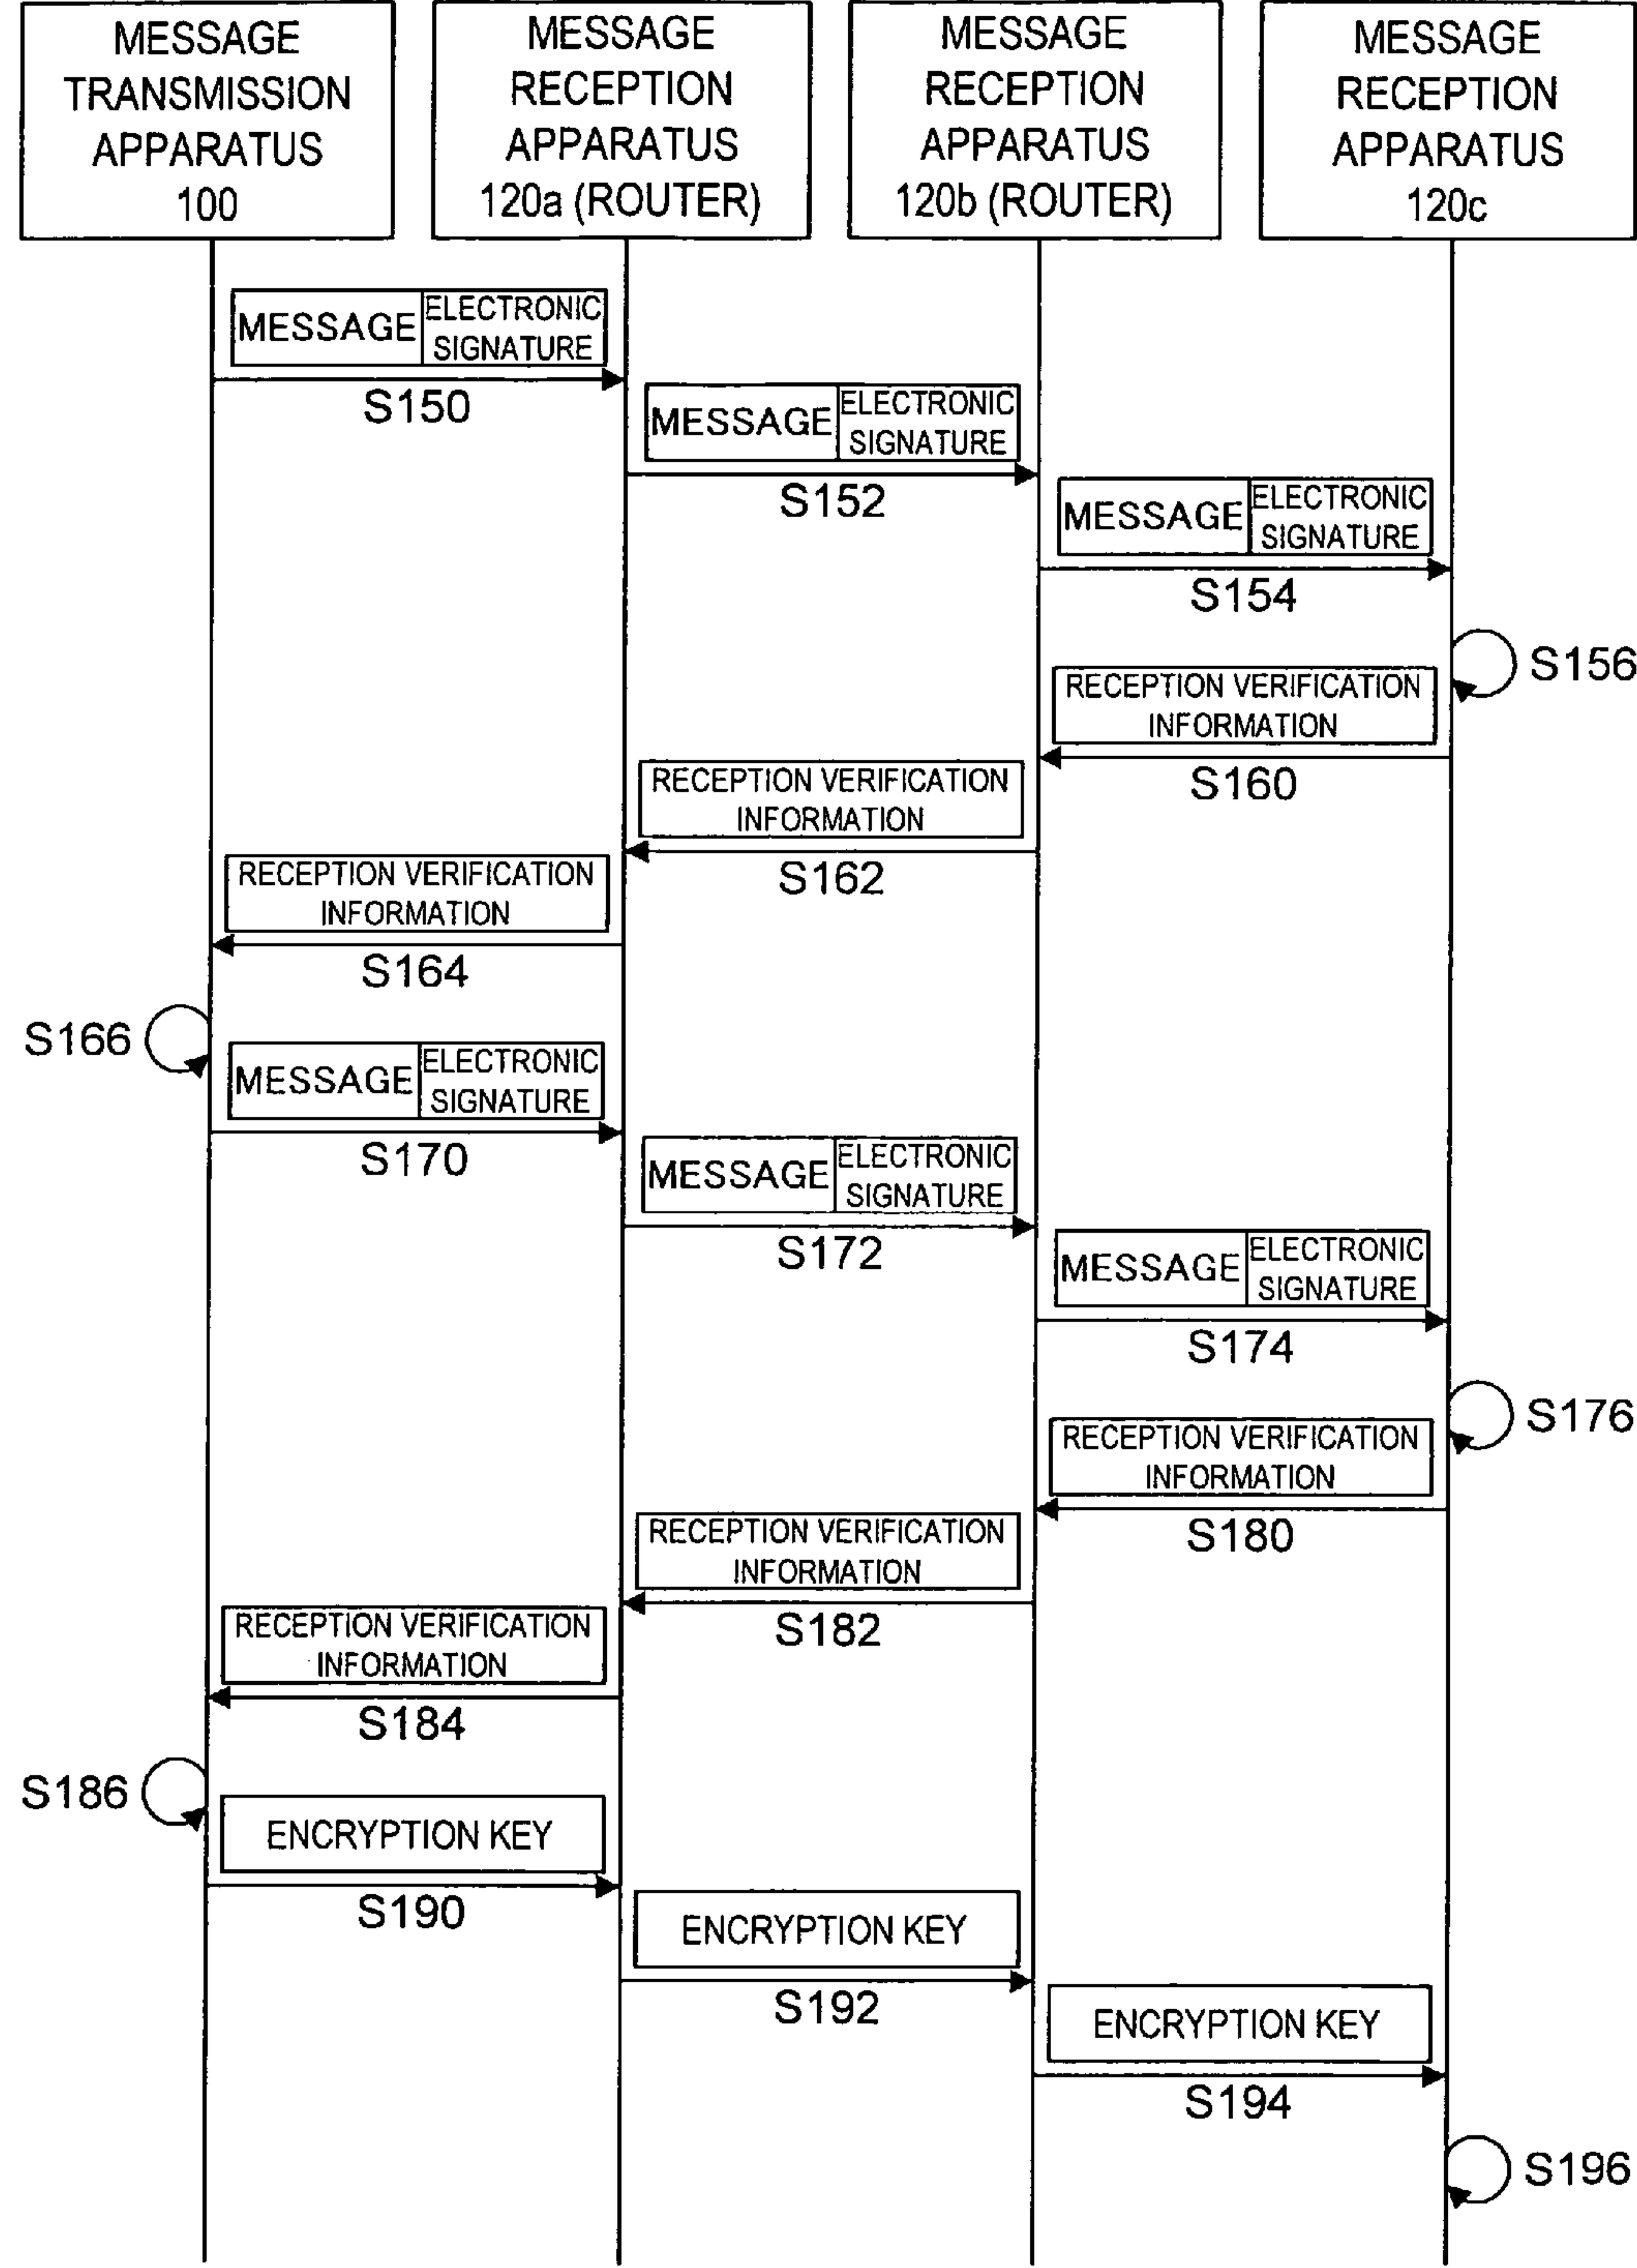 MESSAGE
TRANSMISSION
APPARATUS
100
MESSAGE
RECEPTION
APPARATUS
120a (ROUTER)
MESSAGE
RECEPTION
APPARATUS
120b (ROUTER)
MESSAGE
RECEPTION
APPARATUS
120c
MESSAGE
ELECTRONIC
SIGNATURE
S150
MESSAGE
ELECTRONIC
SIGNATURE
S152
MESSAGE
ELECTRONIC
SIGNATURE
S154
S156
RECEPTION VERIFICATION
INFORMATION
S160
RECEPTION VERIFICATION
INFORMATION
S162
RECEPTION VERIFICATION
INFORMATION
S164
S166
MESSAGE
ELECTRONIC
SIGNATURE
S170
MESSAGE
ELECTRONIC
SIGNATURE
S172
MESSAGE
ELECTRONIC
SIGNATURE
S174
S176
RECEPTION VERIFICATION
INFORMATION
S180
RECEPTION VERIFICATION
INFORMATION
S182
RECEPTION VERIFICATION
INFORMATION
S184
S186
ENCRYPTION KEY
S190
ENCRYPTION KEY
S192
ENCRYPTION KEY
S194
S196